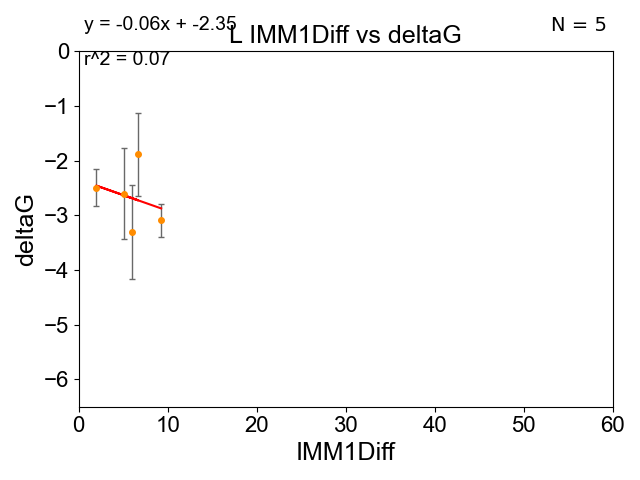 y = -0.06x + -2.35
N = 5
L IMM1Diff vs deltaG
r^2 = 0.07
0
−1
−2
−3
−4
−5
−6
deltaG
0 10 20 30 40 50 60
IMM1Diff